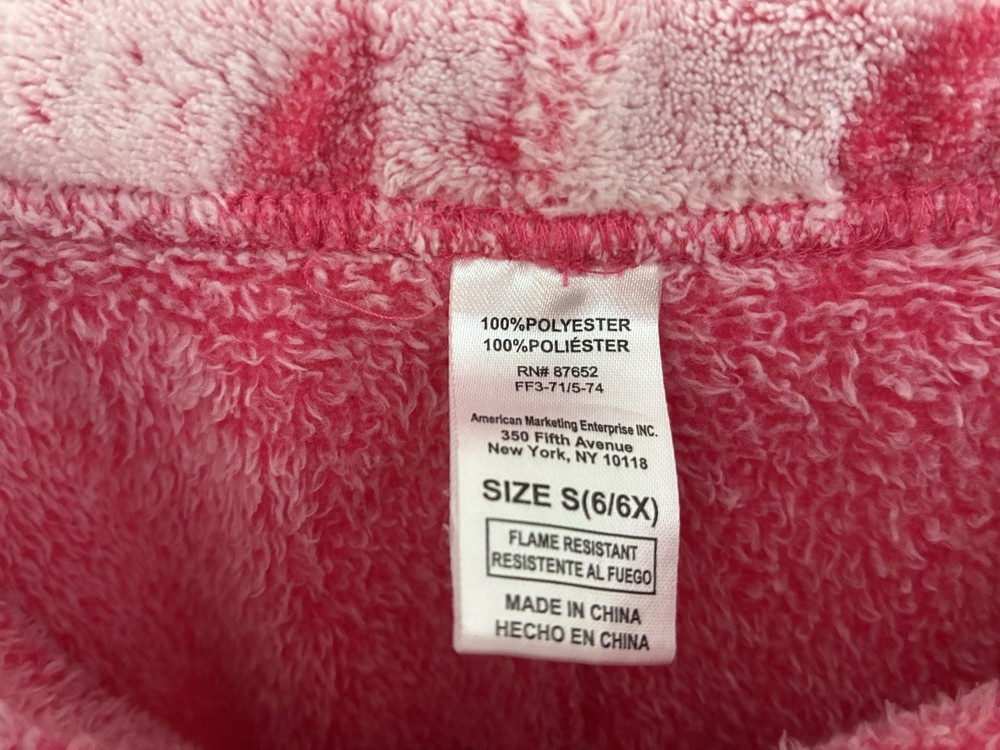 100%POLYESTER
100%POLIÉSTER
RN# 87652
FF3-71/5-74
American Marketing Enterprise INC.
350 Fifth Avenue
New York, NY 10118
SIZE S(6/6X)
FLAME RESISTANT
RESISTENTE AL FUEGO
MADE IN CHINA
HECHO EN CHINA